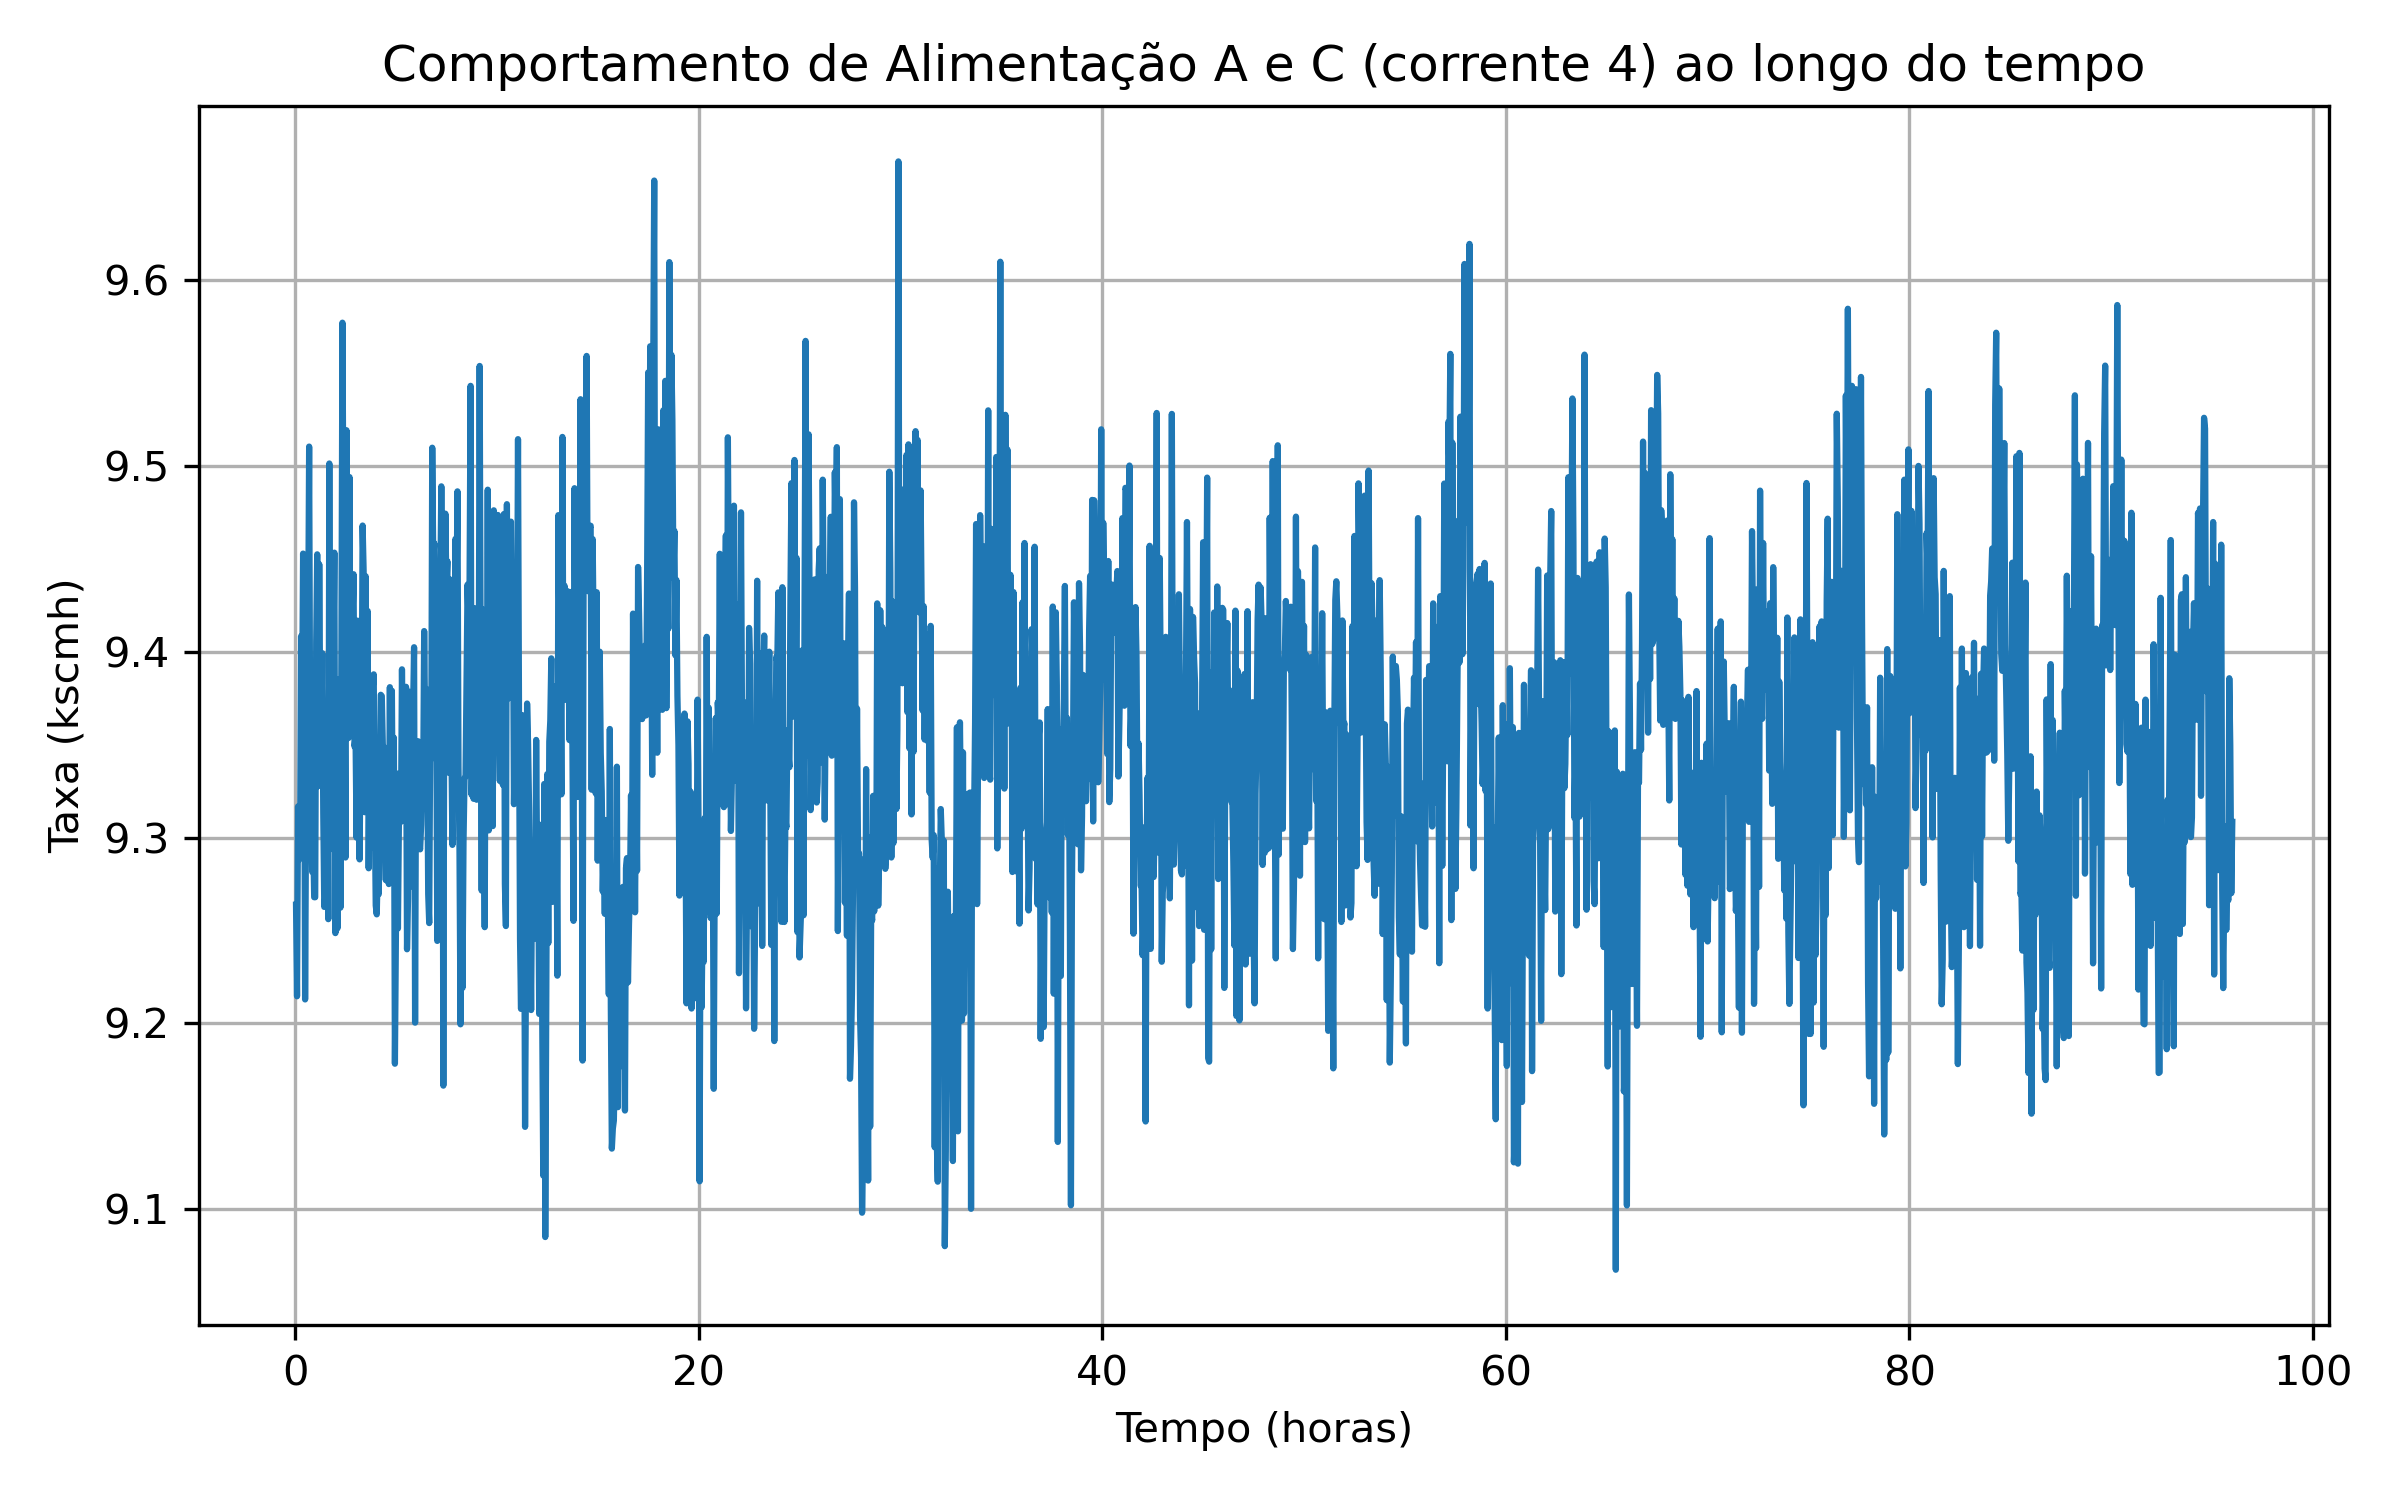 Comportamento de Alimentação A e C (corrente 4) ao longo do tempo
9.6
9.5
9.4
9.3
9.2
9.1
Taxa (kscmh)
0 20 40 60 80 100
Tempo (horas)